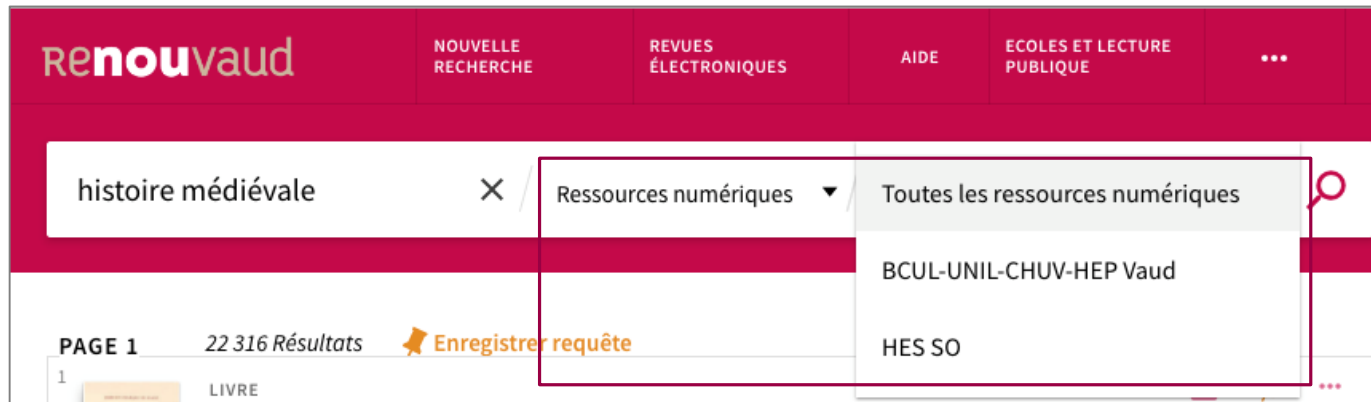 Renouvaud
NOUVELLE
RECHERCHE
REVUES
ÉLECTRONIQUES
AIDE
ECOLES ET LECTURE
PUBLIQUE
•••
histoire médiévale
Ressources numériques
Toutes les ressources numériques
BCUL-UNIL-CHUV-HEP Vaud
HES SO
PAGE 1
22 316 Résultats
Enregistrer requête
1
LIVRE